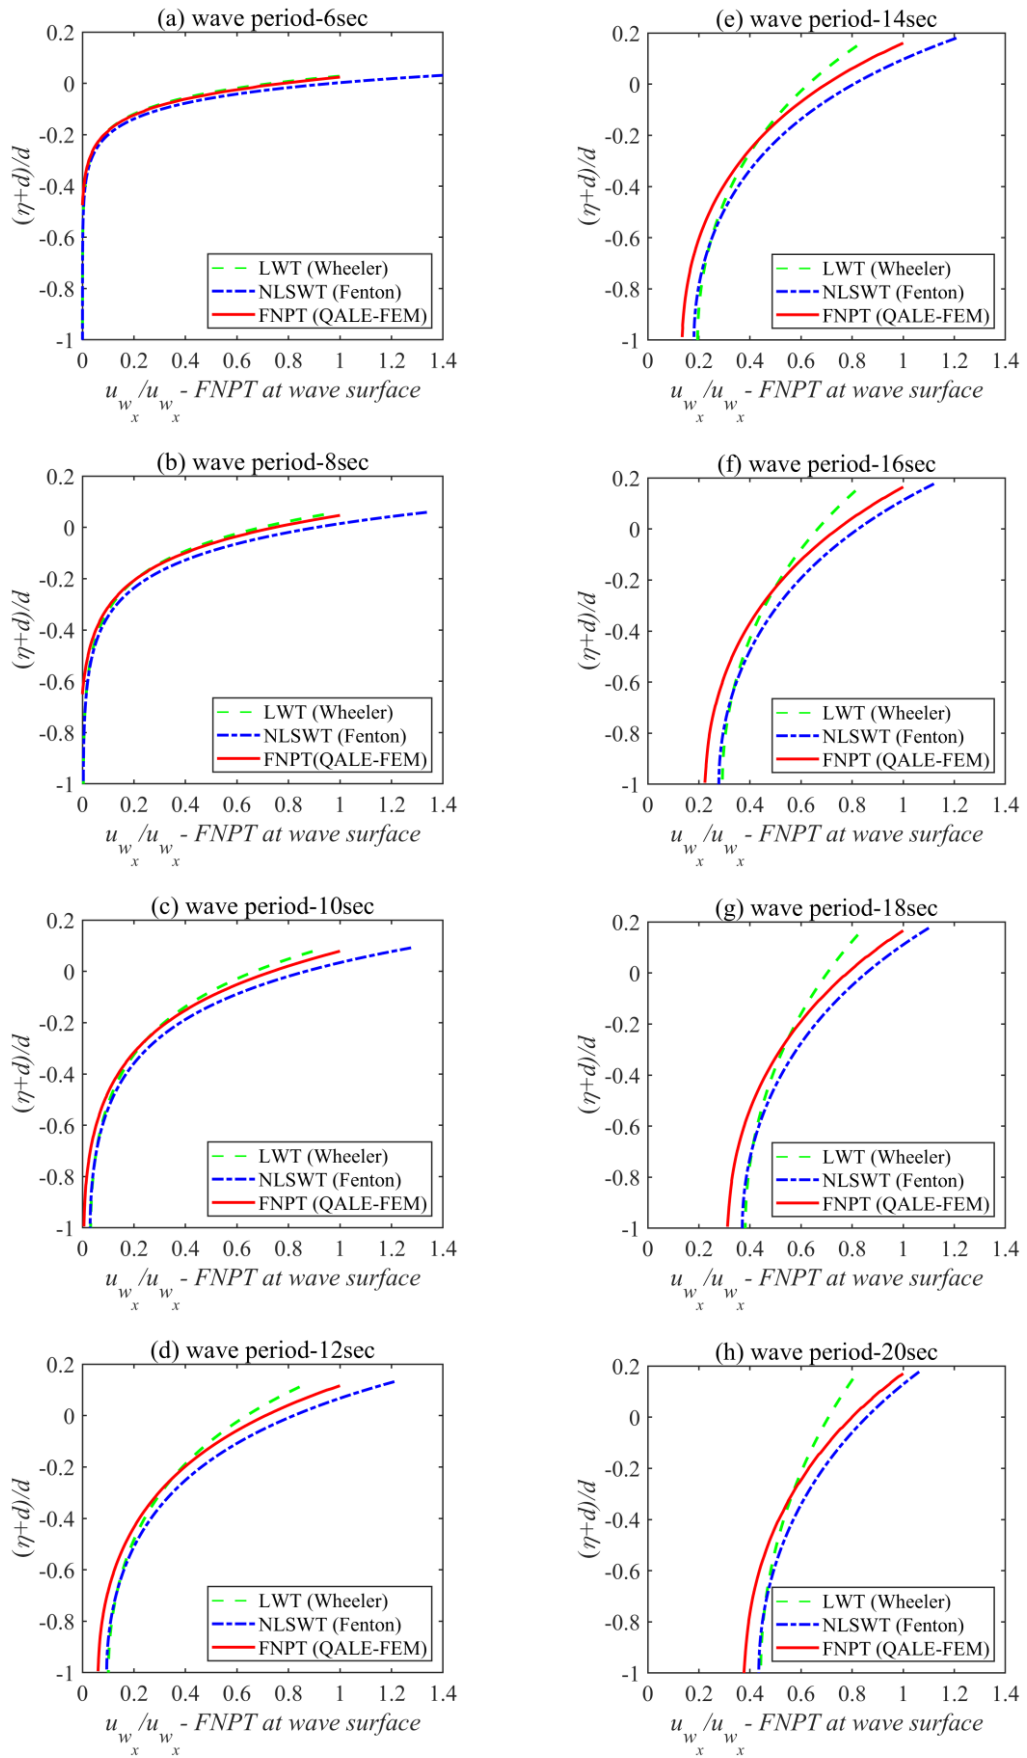 (a) wave period-6sec
0.2
0
-0.2
-0.4
-0.6
-0.8
-1
(η+d)/d
LWT (Wheeler)
NLSWT (Fenton)
FNPT (QALE-FEM)
0 0.2 0.4 0.6 0.8 1 1.2 1.4
u_w_x/u_w_x - FNPT at wave surface
(b) wave period-8sec
0.2
0
-0.2
-0.4
-0.6
-0.8
-1
(η+d)/d
LWT (Wheeler)
NLSWT (Fenton)
FNPT(QALE-FEM)
0 0.2 0.4 0.6 0.8 1 1.2 1.4
u_w_x/u_w_x - FNPT at wave surface
(c) wave period-10sec
0.2
0
-0.2
-0.4
-0.6
-0.8
-1
(η+d)/d
LWT (Wheeler)
NLSWT (Fenton)
FNPT (QALE-FEM)
0 0.2 0.4 0.6 0.8 1 1.2 1.4
u_w_x/u_w_x - FNPT at wave surface
(d) wave period-12sec
0.2
0
-0.2
-0.4
-0.6
-0.8
-1
(η+d)/d
LWT (Wheeler)
NLSWT (Fenton)
FNPT (QALE-FEM)
0 0.2 0.4 0.6 0.8 1 1.2 1.4
u_w_x/u_w_x - FNPT at wave surface
(e) wave period-14sec
0.2
0
-0.2
-0.4
-0.6
-0.8
-1
(η+d)/d
LWT (Wheeler)
NLSWT (Fenton)
FNPT (QALE-FEM)
0 0.2 0.4 0.6 0.8 1 1.2 1.4
u_w_x/u_w_x - FNPT at wave surface
(f) wave period-16sec
0.2
0
-0.2
-0.4
-0.6
-0.8
-1
(η+d)/d
LWT (Wheeler)
NLSWT (Fenton)
FNPT (QALE-FEM)
0 0.2 0.4 0.6 0.8 1 1.2 1.4
u_w_x/u_w_x - FNPT at wave surface
(g) wave period-18sec
0.2
0
-0.2
-0.4
-0.6
-0.8
-1
(η+d)/d
LWT (Wheeler)
NLSWT (Fenton)
FNPT (QALE-FEM)
0 0.2 0.4 0.6 0.8 1 1.2 1.4
u_w_x/u_w_x - FNPT at wave surface
(h) wave period-20sec
0.2
0
-0.2
-0.4
-0.6
-0.8
-1
(η+d)/d
LWT (Wheeler)
NLSWT (Fenton)
FNPT (QALE-FEM)
0 0.2 0.4 0.6 0.8 1 1.2 1.4
u_w_x/u_w_x - FNPT at wave surface